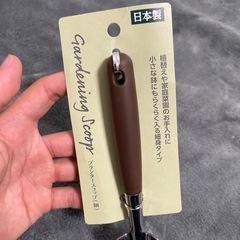 日本製
Gardening Scoop
プランタースコップ（細）
植替えや家庭菜園のお手入れに
小さな鉢にもらくらく入る細身タイプ